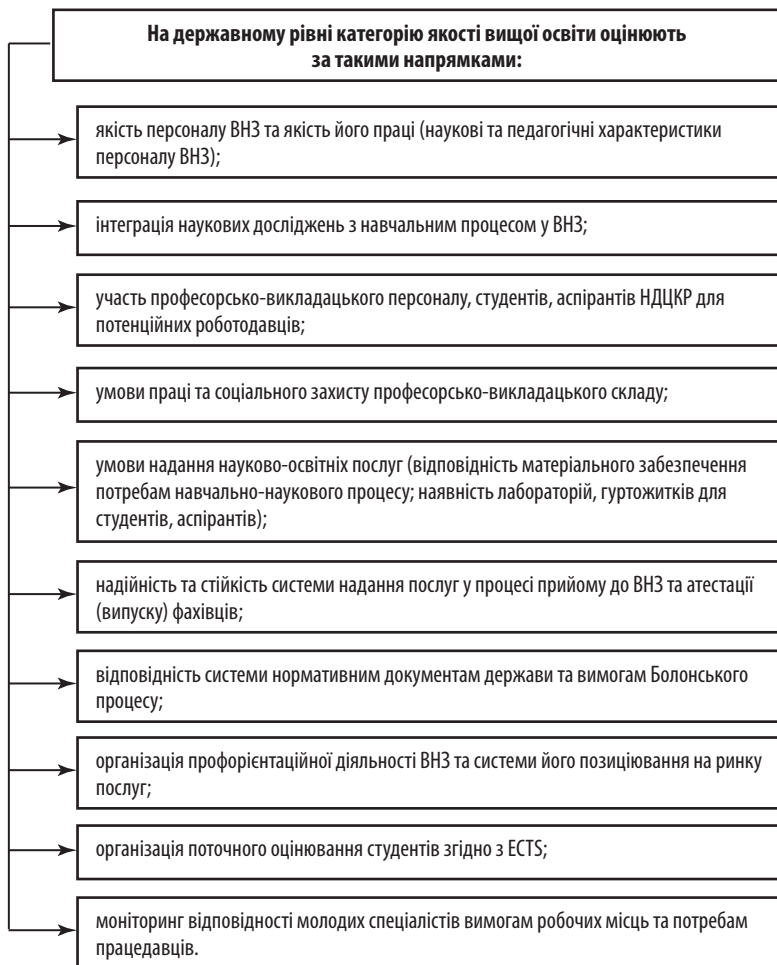 На державному рівні категорію якості вищої освіти оцінюють
за такими напрямками:
якість персоналу ВНЗ та якість його праці (наукові та педагогічні характеристики
персоналу ВНЗ);
інтеграція наукових досліджень з навчальним процесом у ВНЗ;
участь професорсько-викладацького персоналу, студентів, аспірантів НДЦКР для
потенційних роботодавців;
умови праці та соціального захисту професорсько-викладацького складу;
умови надання науково-освітніх послуг (відповідність матеріального забезпечення
потребам навчально-наукового процесу; наявність лабораторій, гуртожитків для
студентів, аспірантів);
надійність та стійкість системи надання послуг у процесі прийому до ВНЗ та атестації
(випуску) фахівців;
відповідність системи нормативним документам держави та вимогам Болонського
процесу;
організація профорієнтаційної діяльності ВНЗ та системи його позиціювання на ринку
послуг;
організація поточного оцінювання студентів згідно з ECTS;
моніторинг відповідності молодих спеціалістів вимогам робочих місць та потребам
працедавців.